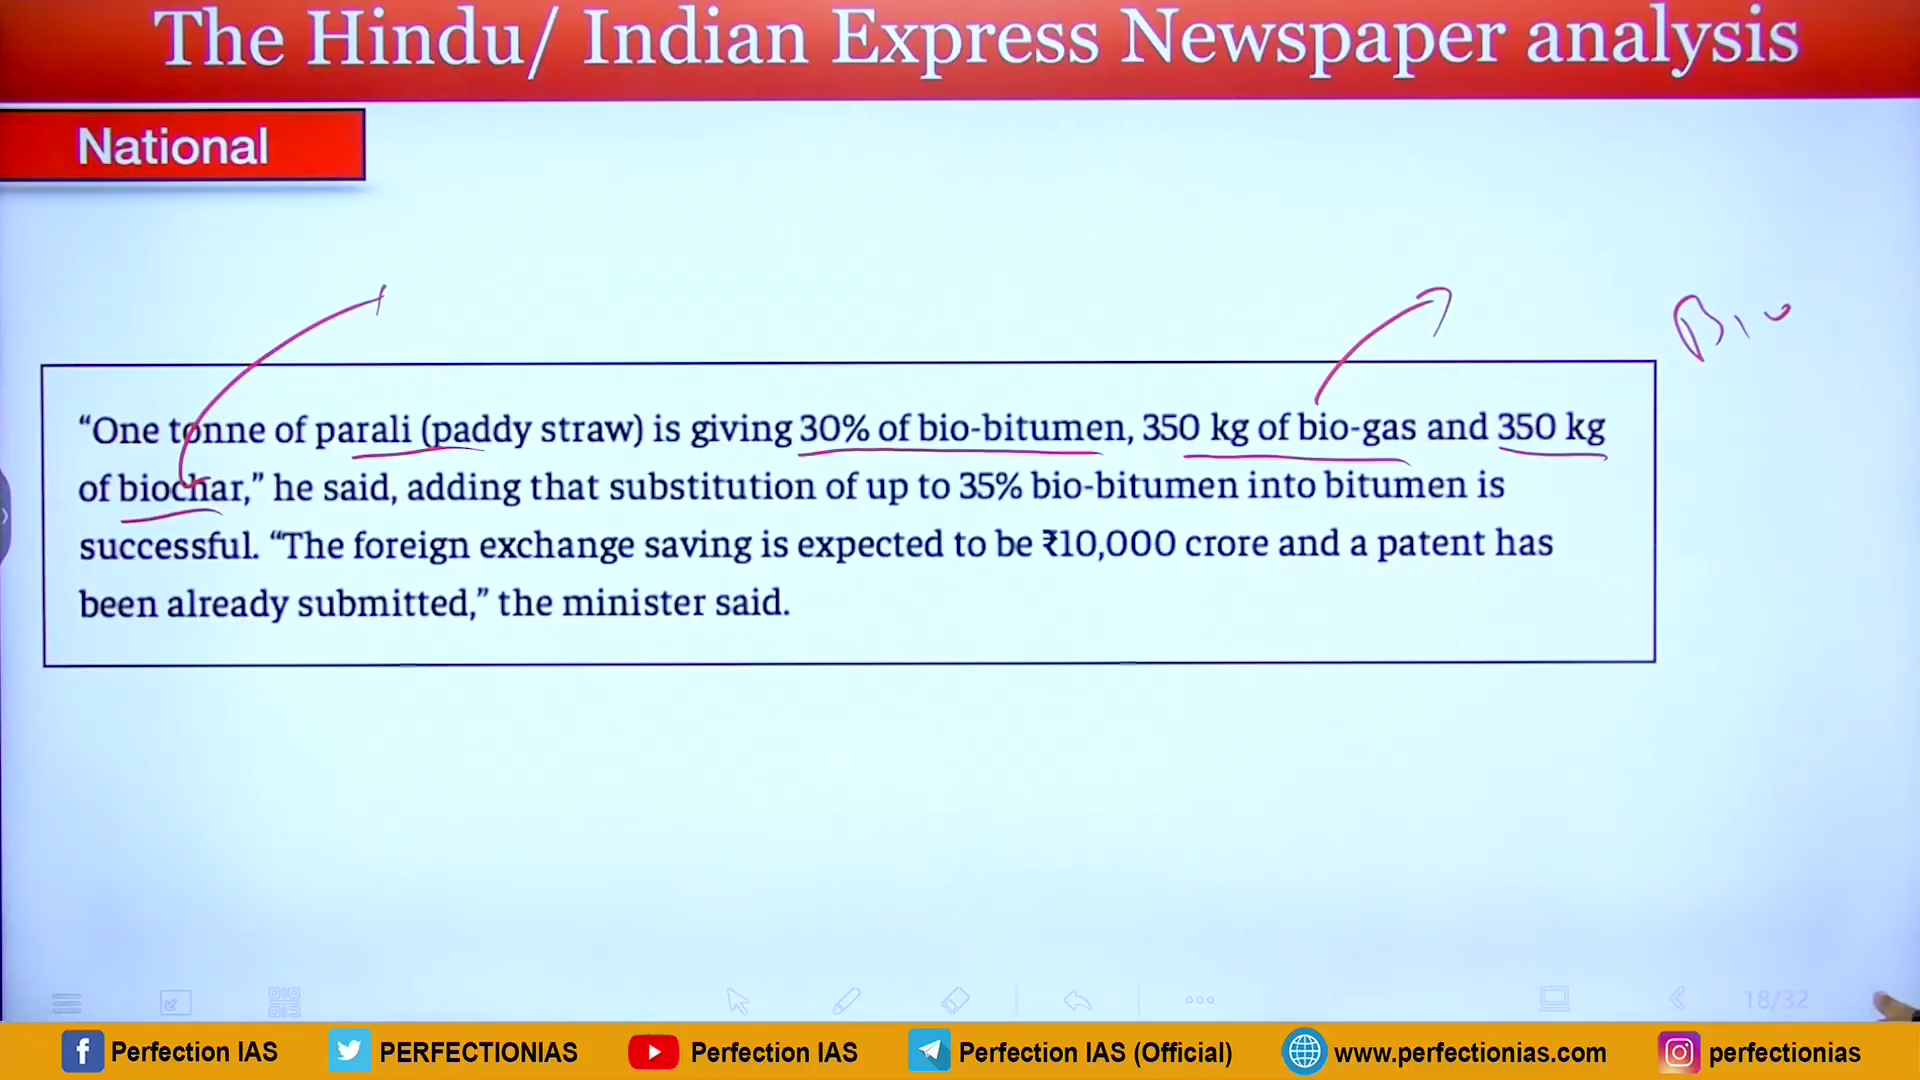 The Hindu/ Indian Express Newspaper analysis
National
Bio
“One tonne of parali (paddy straw) is giving 30% of bio-bitumen, 350 kg of bio-gas and 350 kg
of biochar,” he said, adding that substitution of up to 35% bio-bitumen into bitumen is
successful. “The foreign exchange saving is expected to be ₹10,000 crore and a patent has
been already submitted,” the minister said.
18/32
Perfection IAS PERFECTIONIAS Perfection IAS Perfection IAS (Official) www.perfectionias.com perfectionias